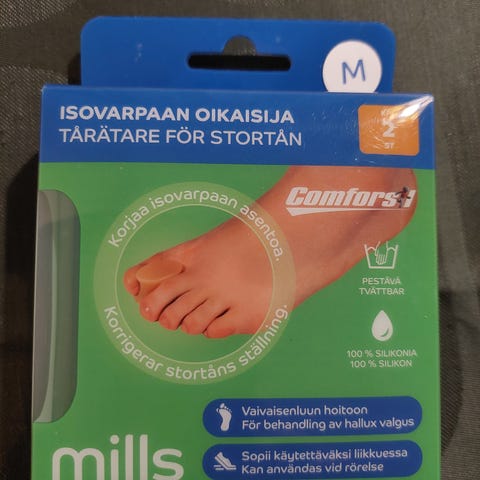 M
ISOVARPAAN OIKAISIJA
TÅRÄTARE FÖR STORTÅN
2
ST
Comforsil
Korjaa isovarpaan asentoa.
Korrigerar stortåns ställning.
PESTÄVÄ
TVÄTTBAR
100 % SILIKONIA
100 % SILIKON
Vaivaisenluun hoitoon
För behandling av hallux valgus
Sopii käytettäväksi liikkuessa
Kan användas vid rörelse
mills